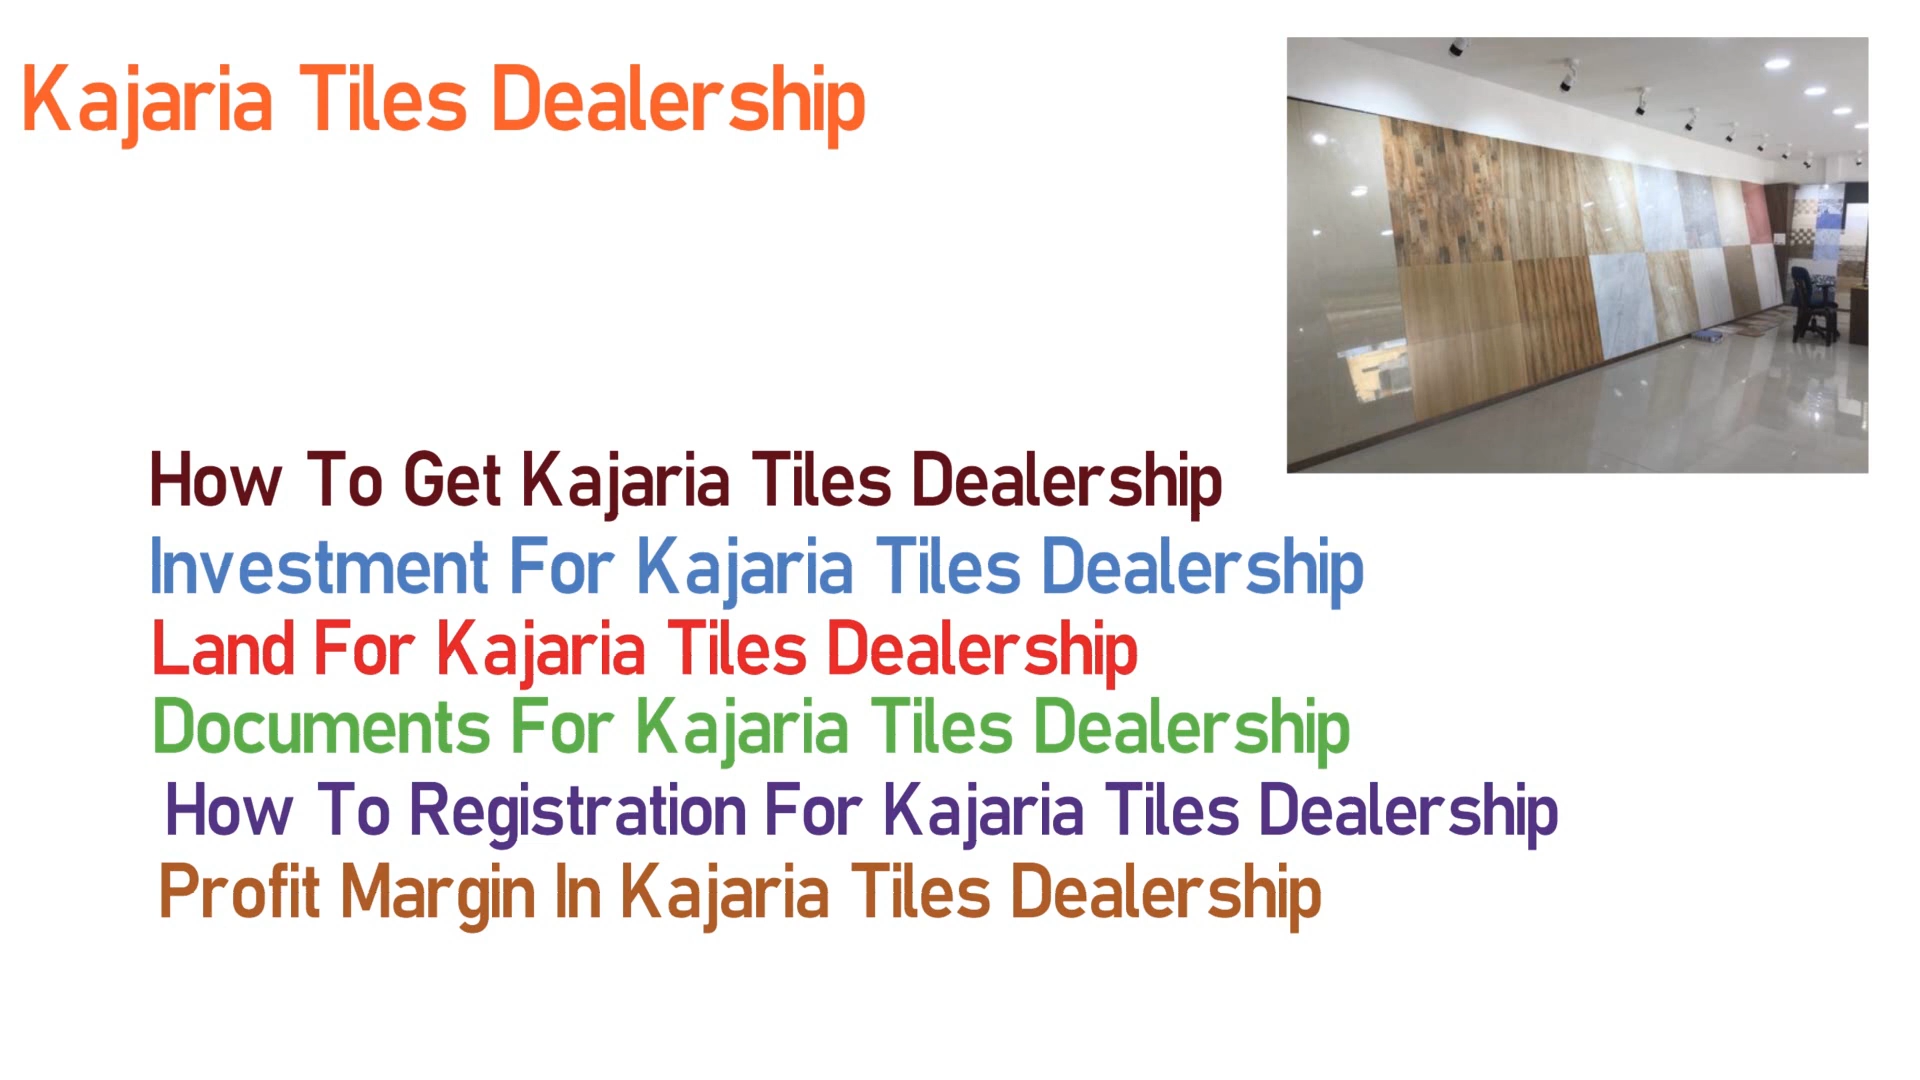 Kajaria Tiles Dealership
How To Get Kajaria Tiles Dealership
Investment For Kajaria Tiles Dealership
Land For Kajaria Tiles Dealership
Documents For Kajaria Tiles Dealership
How To Registration For Kajaria Tiles Dealership
Profit Margin In Kajaria Tiles Dealership